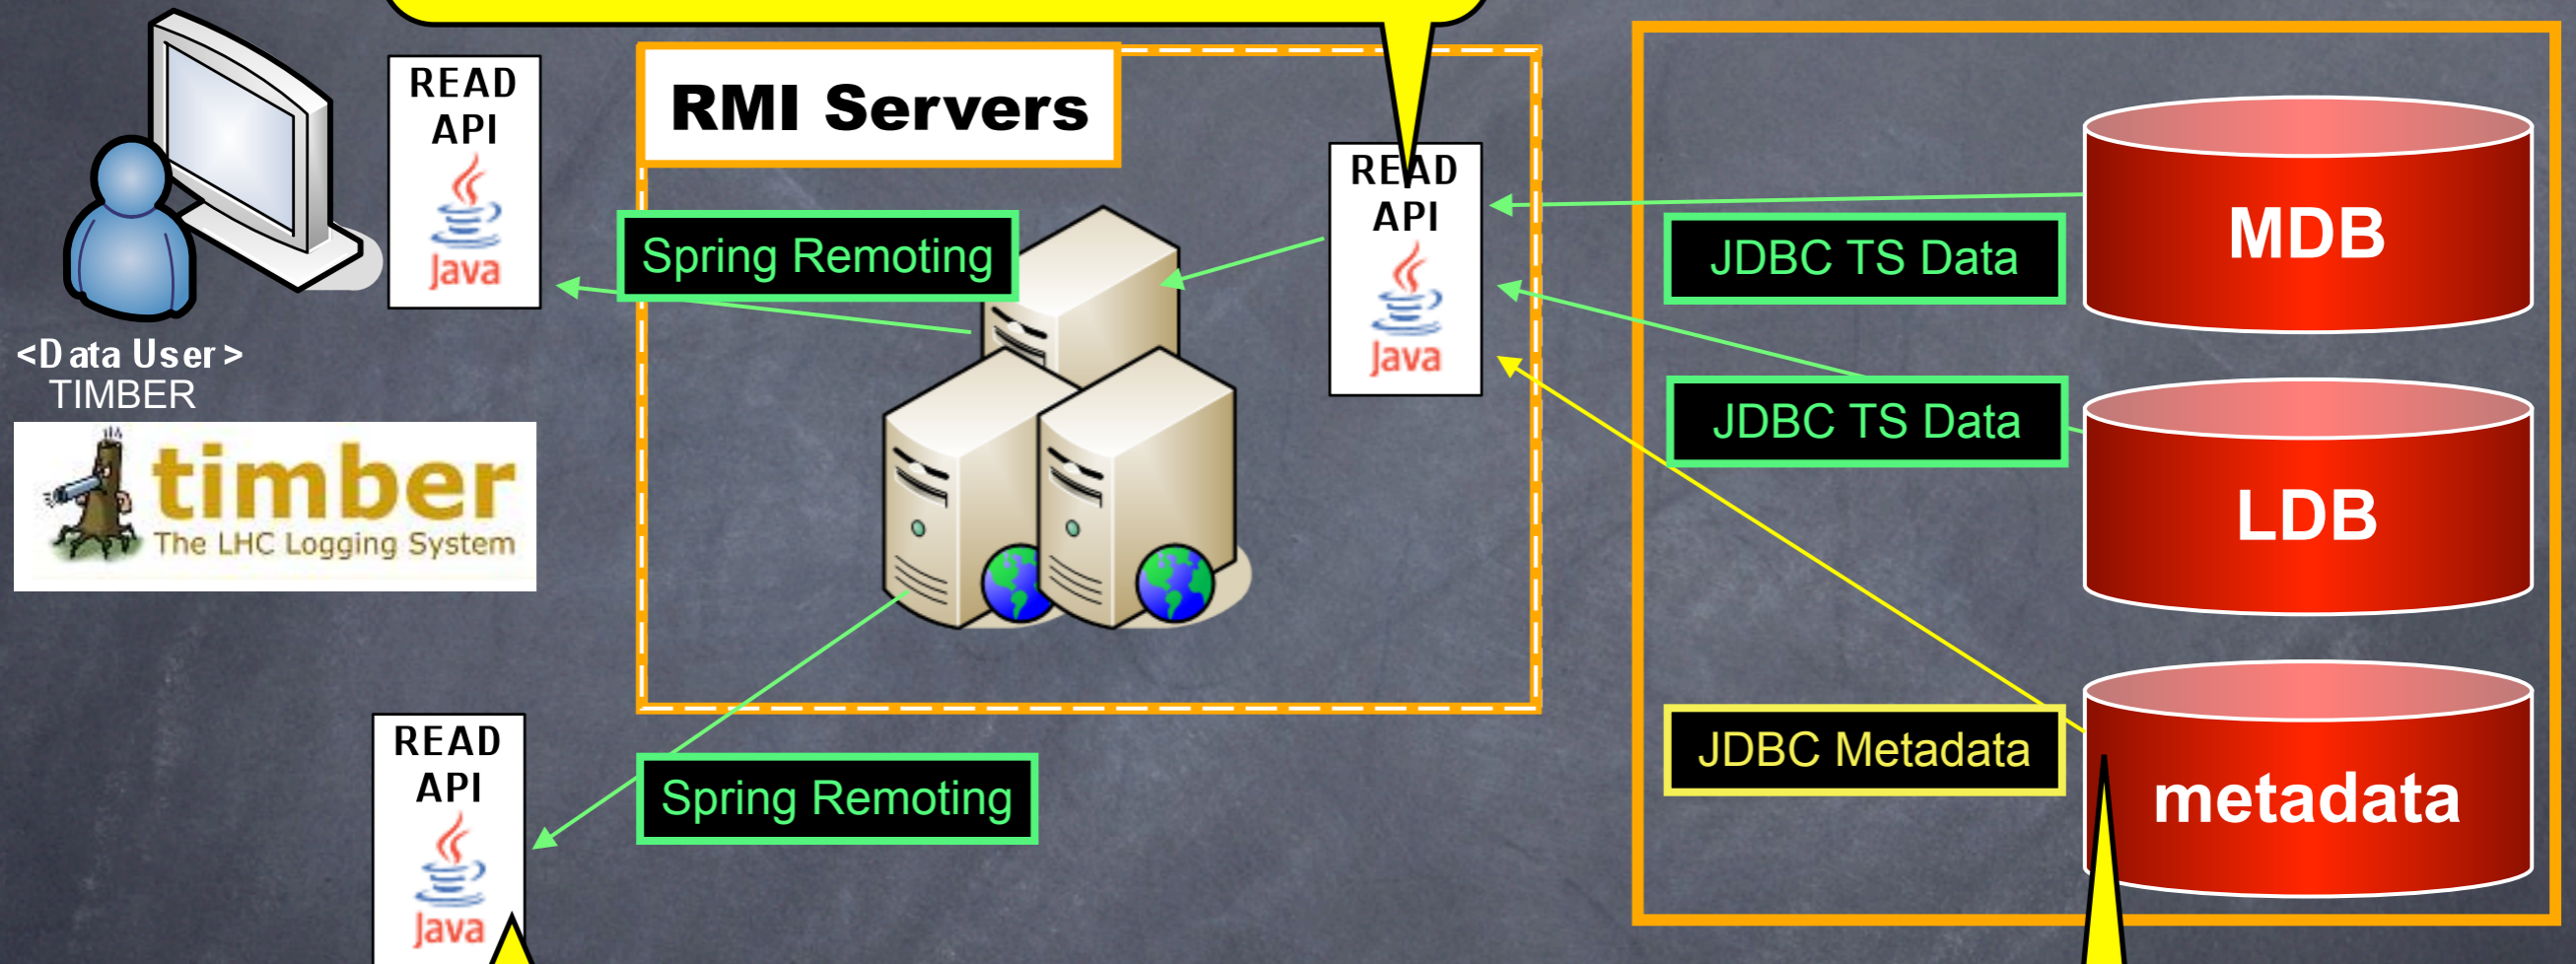 READ
API
Java
<Data User>
TIMBER
timber
The LHC Logging System
RMI Servers
Spring Remoting
READ
API
Java
JDBC TS Data
MDB
JDBC TS Data
LDB
JDBC Metadata
metadata
READ
API
Java
Spring Remoting